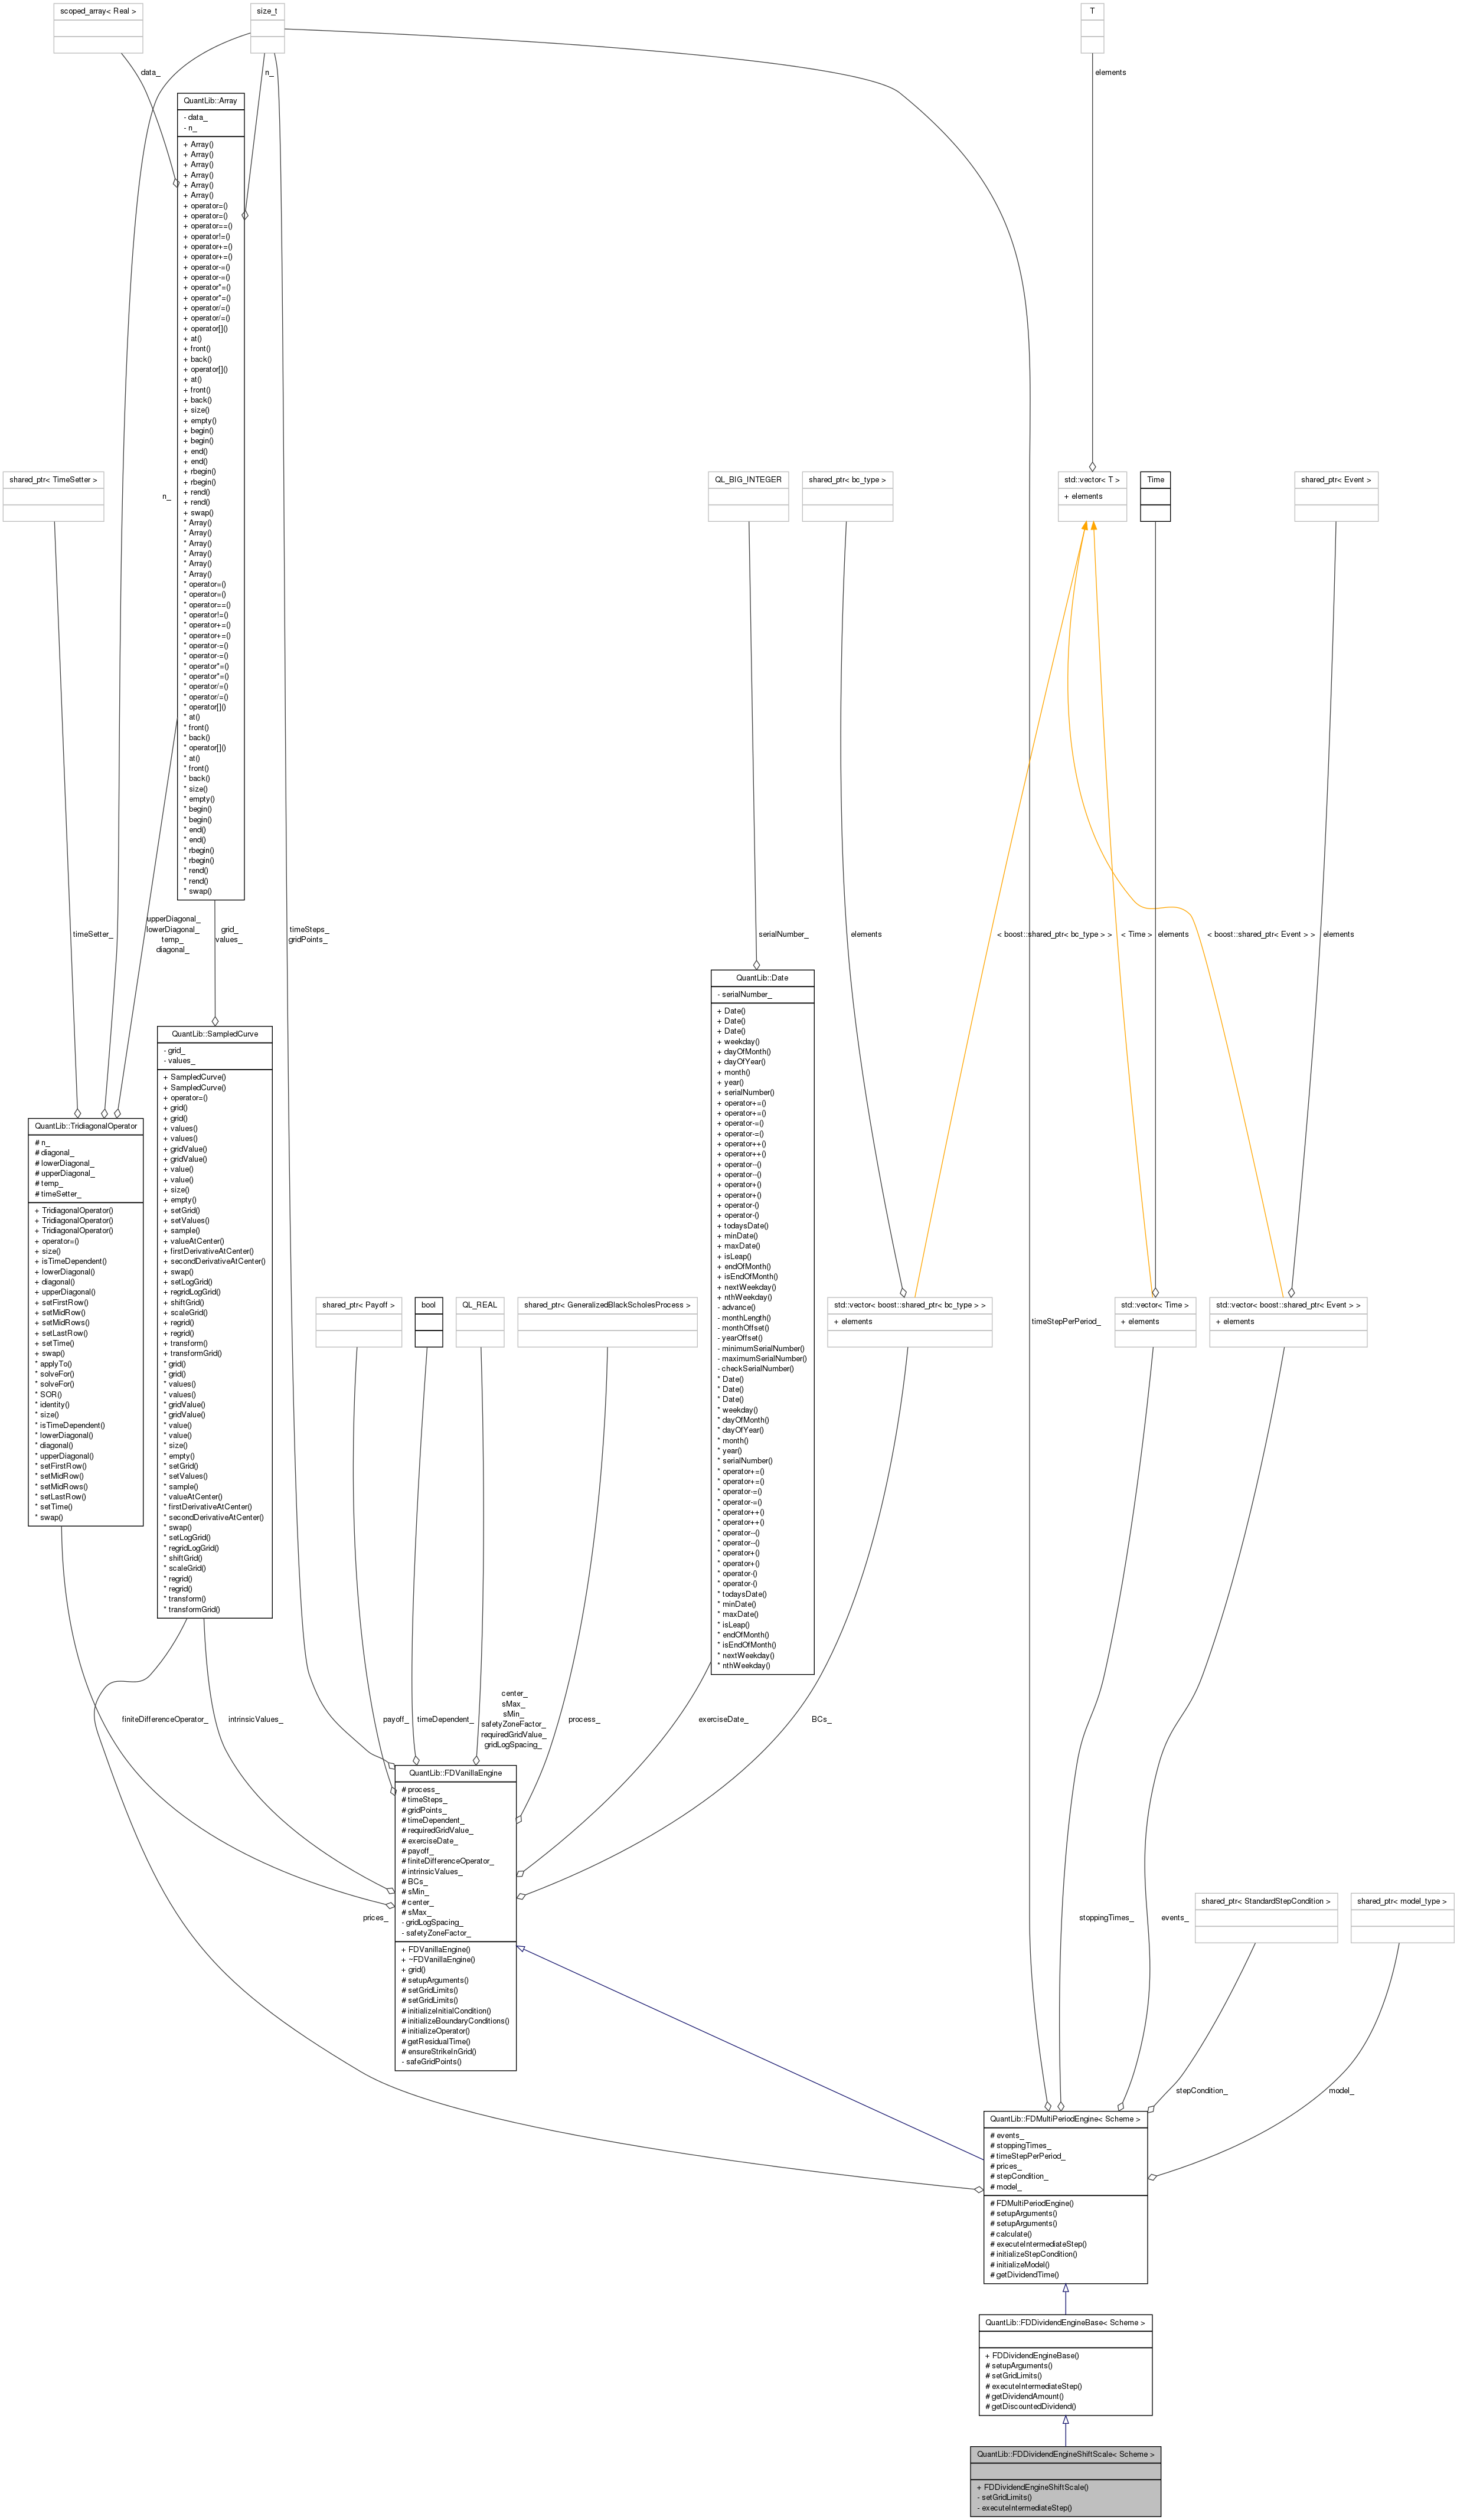 scoped_array< Real >
size_t
T
data_
n_
elements
QuantLib::Array
- data_
- n_
+ Array()
+ Array()
+ Array()
+ Array()
+ Array()
+ Array()
+ operator=()
+ operator=()
+ operator==()
+ operator!=()
+ operator+=()
+ operator+=()
+ operator-=()
+ operator-=()
+ operator*=()
+ operator*=()
+ operator/=()
+ operator/=()
+ operator[]()
+ at()
+ front()
+ back()
+ operator[]()
+ at()
+ front()
+ back()
+ size()
+ empty()
+ begin()
+ begin()
+ end()
+ end()
+ rbegin()
+ rbegin()
+ rend()
+ rend()
+ swap()
* Array()
* Array()
* Array()
* Array()
* Array()
* Array()
* operator=()
* operator=()
* operator==()
* operator!=()
* operator+=()
* operator+=()
* operator-=()
* operator-=()
* operator*=()
* operator*=()
* operator/=()
* operator/=()
* operator[]()
* at()
* front()
* back()
* operator[]()
* at()
* front()
* back()
* size()
* empty()
* begin()
* begin()
* end()
* end()
* rbegin()
* rbegin()
* rend()
* rend()
* swap()
shared_ptr< TimeSetter >
n_
QL_BIG_INTEGER
shared_ptr< bc_type >
std::vector< T >
+ elements
Time
shared_ptr< Event >
timeSetter_
upperDiagonal_
lowerDiagonal_
temp_
diagonal_
grid_
values_
timeSteps_
gridPoints_
serialNumber_
elements
< boost::shared_ptr< bc_type > >
< Time >
elements
< boost::shared_ptr< Event > >
elements
QuantLib::Date
- serialNumber_
+ Date()
+ Date()
+ Date()
+ weekday()
+ dayOfMonth()
+ dayOfYear()
+ month()
+ year()
+ serialNumber()
+ operator+=()
+ operator+=()
+ operator-=()
+ operator-=()
+ operator++()
+ operator++()
+ operator--()
+ operator--()
+ operator+()
+ operator+()
+ operator-()
+ operator-()
+ todaysDate()
+ minDate()
+ maxDate()
+ isLeap()
+ endOfMonth()
+ isEndOfMonth()
+ nextWeekday()
+ nthWeekday()
- advance()
- monthLength()
- monthOffset()
- yearOffset()
- minimumSerialNumber()
- maximumSerialNumber()
- checkSerialNumber()
* Date()
* Date()
* Date()
* weekday()
* dayOfMonth()
* dayOfYear()
* month()
* year()
* serialNumber()
* operator+=()
* operator+=()
* operator-=()
* operator-=()
* operator++()
* operator++()
* operator--()
* operator--()
* operator+()
* operator+()
* operator-()
* operator-()
* todaysDate()
* minDate()
* maxDate()
* isLeap()
* endOfMonth()
* isEndOfMonth()
* nextWeekday()
* nthWeekday()
QuantLib::SampledCurve
- grid_
- values_
+ SampledCurve()
+ SampledCurve()
+ operator=()
+ grid()
+ grid()
+ values()
+ values()
+ gridValue()
+ gridValue()
+ value()
+ value()
+ size()
+ empty()
+ setGrid()
+ setValues()
+ sample()
+ valueAtCenter()
+ firstDerivativeAtCenter()
+ secondDerivativeAtCenter()
+ swap()
+ setLogGrid()
+ regridLogGrid()
+ shiftGrid()
+ scaleGrid()
+ regrid()
+ regrid()
+ transform()
+ transformGrid()
* grid()
* grid()
* values()
* values()
* gridValue()
* gridValue()
* value()
* value()
* size()
* empty()
* setGrid()
* setValues()
* sample()
* valueAtCenter()
* firstDerivativeAtCenter()
* secondDerivativeAtCenter()
* swap()
* setLogGrid()
* regridLogGrid()
* shiftGrid()
* scaleGrid()
* regrid()
* regrid()
* transform()
* transformGrid()
QuantLib::TridiagonalOperator
# n_
# diagonal_
# lowerDiagonal_
# upperDiagonal_
# temp_
# timeSetter_
+ TridiagonalOperator()
+ TridiagonalOperator()
+ TridiagonalOperator()
+ operator=()
+ size()
+ isTimeDependent()
+ lowerDiagonal()
+ diagonal()
+ upperDiagonal()
+ setFirstRow()
+ setMidRow()
+ setMidRows()
+ setLastRow()
+ setTime()
+ swap()
* applyTo()
* solveFor()
* solveFor()
* SOR()
* identity()
* size()
* isTimeDependent()
* lowerDiagonal()
* diagonal()
* upperDiagonal()
* setFirstRow()
* setMidRow()
* setMidRows()
* setLastRow()
* setTime()
* swap()
shared_ptr< Payoff >
bool
QL_REAL
shared_ptr< GeneralizedBlackScholesProcess >
std::vector< boost::shared_ptr< bc_type > >
+ elements
timeStepPerPeriod_
std::vector< Time >
+ elements
std::vector< boost::shared_ptr< Event > >
+ elements
finiteDifferenceOperator_
intrinsicValues_
payoff_
timeDependent_
center_
sMax_
sMin_
safetyZoneFactor_
requiredGridValue_
gridLogSpacing_
process_
exerciseDate_
BCs_
QuantLib::FDVanillaEngine
# process_
# timeSteps_
# gridPoints_
# timeDependent_
# requiredGridValue_
# exerciseDate_
# payoff_
# finiteDifferenceOperator_
# intrinsicValues_
# BCs_
# sMin_
# center_
# sMax_
- gridLogSpacing_
- safetyZoneFactor_
+ FDVanillaEngine()
+ ~FDVanillaEngine()
+ grid()
# setupArguments()
# setGridLimits()
# setGridLimits()
# initializeInitialCondition()
# initializeBoundaryConditions()
# initializeOperator()
# getResidualTime()
# ensureStrikeInGrid()
- safeGridPoints()
prices_
stoppingTimes_
events_
shared_ptr< StandardStepCondition >
shared_ptr< model_type >
stepCondition_
model_
QuantLib::FDMultiPeriodEngine< Scheme >
# events_
# stoppingTimes_
# timeStepPerPeriod_
# prices_
# stepCondition_
# model_
# FDMultiPeriodEngine()
# setupArguments()
# setupArguments()
# calculate()
# executeIntermediateStep()
# initializeStepCondition()
# initializeModel()
# getDividendTime()
QuantLib::FDDividendEngineBase< Scheme >
+ FDDividendEngineBase()
# setupArguments()
# setGridLimits()
# executeIntermediateStep()
# getDividendAmount()
# getDiscountedDividend()
QuantLib::FDDividendEngineShiftScale< Scheme >
+ FDDividendEngineShiftScale()
- setGridLimits()
- executeIntermediateStep()